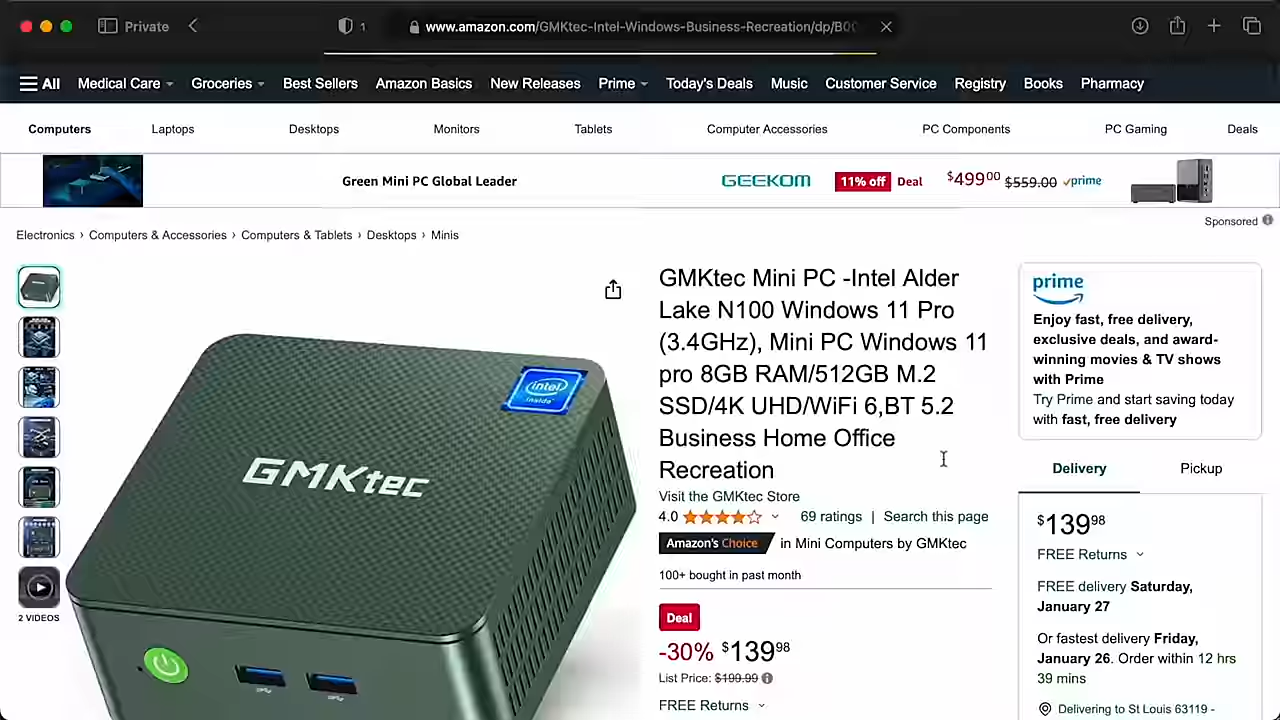 Private
1
www.amazon.com/GMKtec-Intel-Windows-Business-Recreation/dp/B0
All Medical Care Groceries Best Sellers Amazon Basics New Releases Prime Today's Deals Music Customer Service Registry Books Pharmacy
Computers Laptops Desktops Monitors Tablets Computer Accessories PC Components PC Gaming Deals
Green Mini PC Global Leader GEEKOM 11% off Deal $499⁰⁰ $559.00 prime
Sponsored
Electronics › Computers & Accessories › Computers & Tablets › Desktops › Minis
GMKtec Mini PC -Intel Alder
Lake N100 Windows 11 Pro
(3.4GHz), Mini PC Windows 11
pro 8GB RAM/512GB M.2
SSD/4K UHD/WiFi 6,BT 5.2
Business Home Office
Recreation
Visit the GMKtec Store
4.0 69 ratings | Search this page
Amazon's Choice in Mini Computers by GMKtec
100+ bought in past month
Deal
-30% $139⁹⁸
List Price: $199.99
FREE Returns
intel
inside
GMKtec
2 VIDEOS
prime
Enjoy fast, free delivery,
exclusive deals, and award-
winning movies & TV shows
with Prime
Try Prime and start saving today
with fast, free delivery
Delivery Pickup
$139⁹⁸
FREE Returns
FREE delivery Saturday,
January 27
Or fastest delivery Friday,
January 26. Order within 12 hrs
39 mins
Delivering to St Louis 63119 -